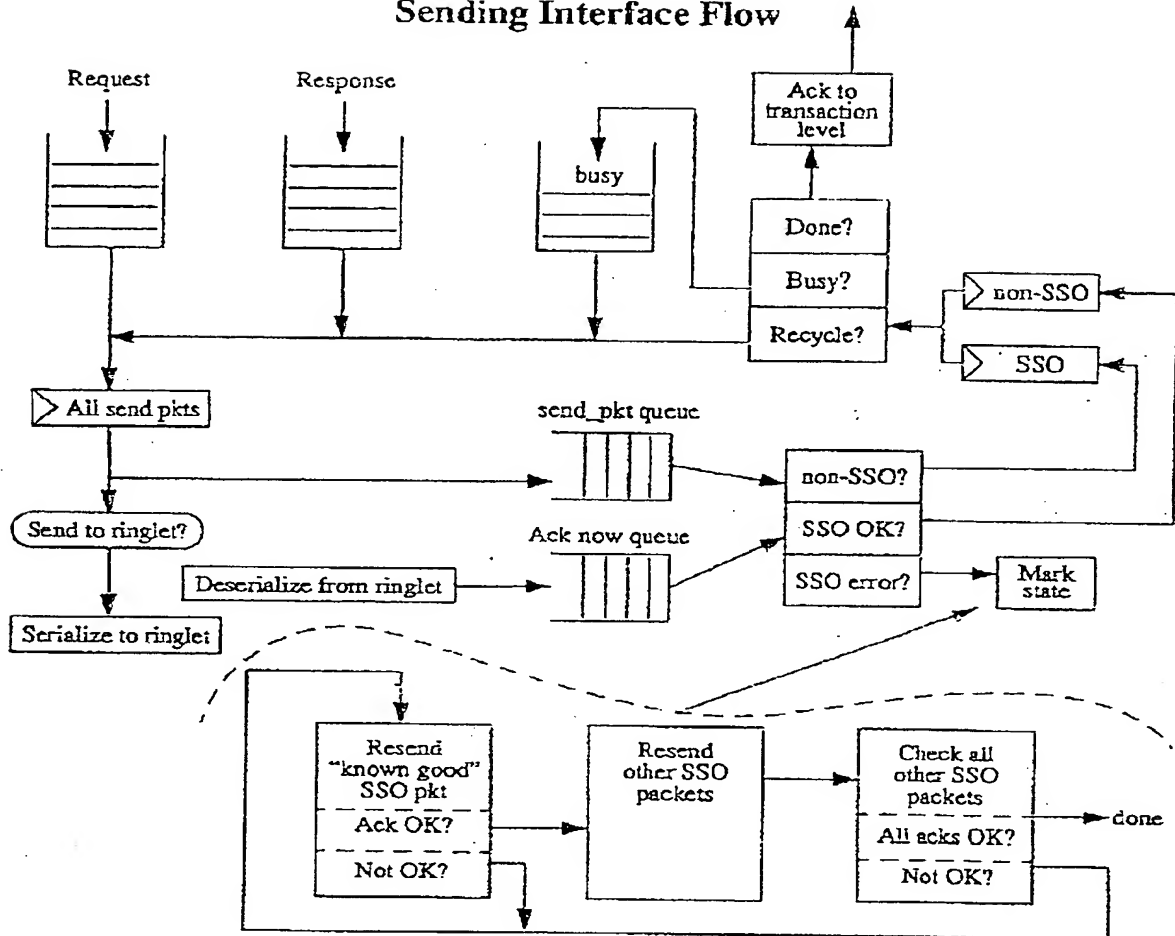 Sending Interface Flow
Request
Response
busy
Ack to
transaction
level
Done?
Busy?
Recycle?
non-SSO
SSO
All send pkts
send_pkt queue
non-SSO?
SSO OK?
SSO error?
Send to ringlet?
Ack now queue
Deserialize from ringlet
Mark
state
Serialize to ringlet
Resend
"known good"
SSO pkt
Ack OK?
Not OK?
Resend
other SSO
packets
Check all
other SSO
packets
All acks OK?
Not OK?
done